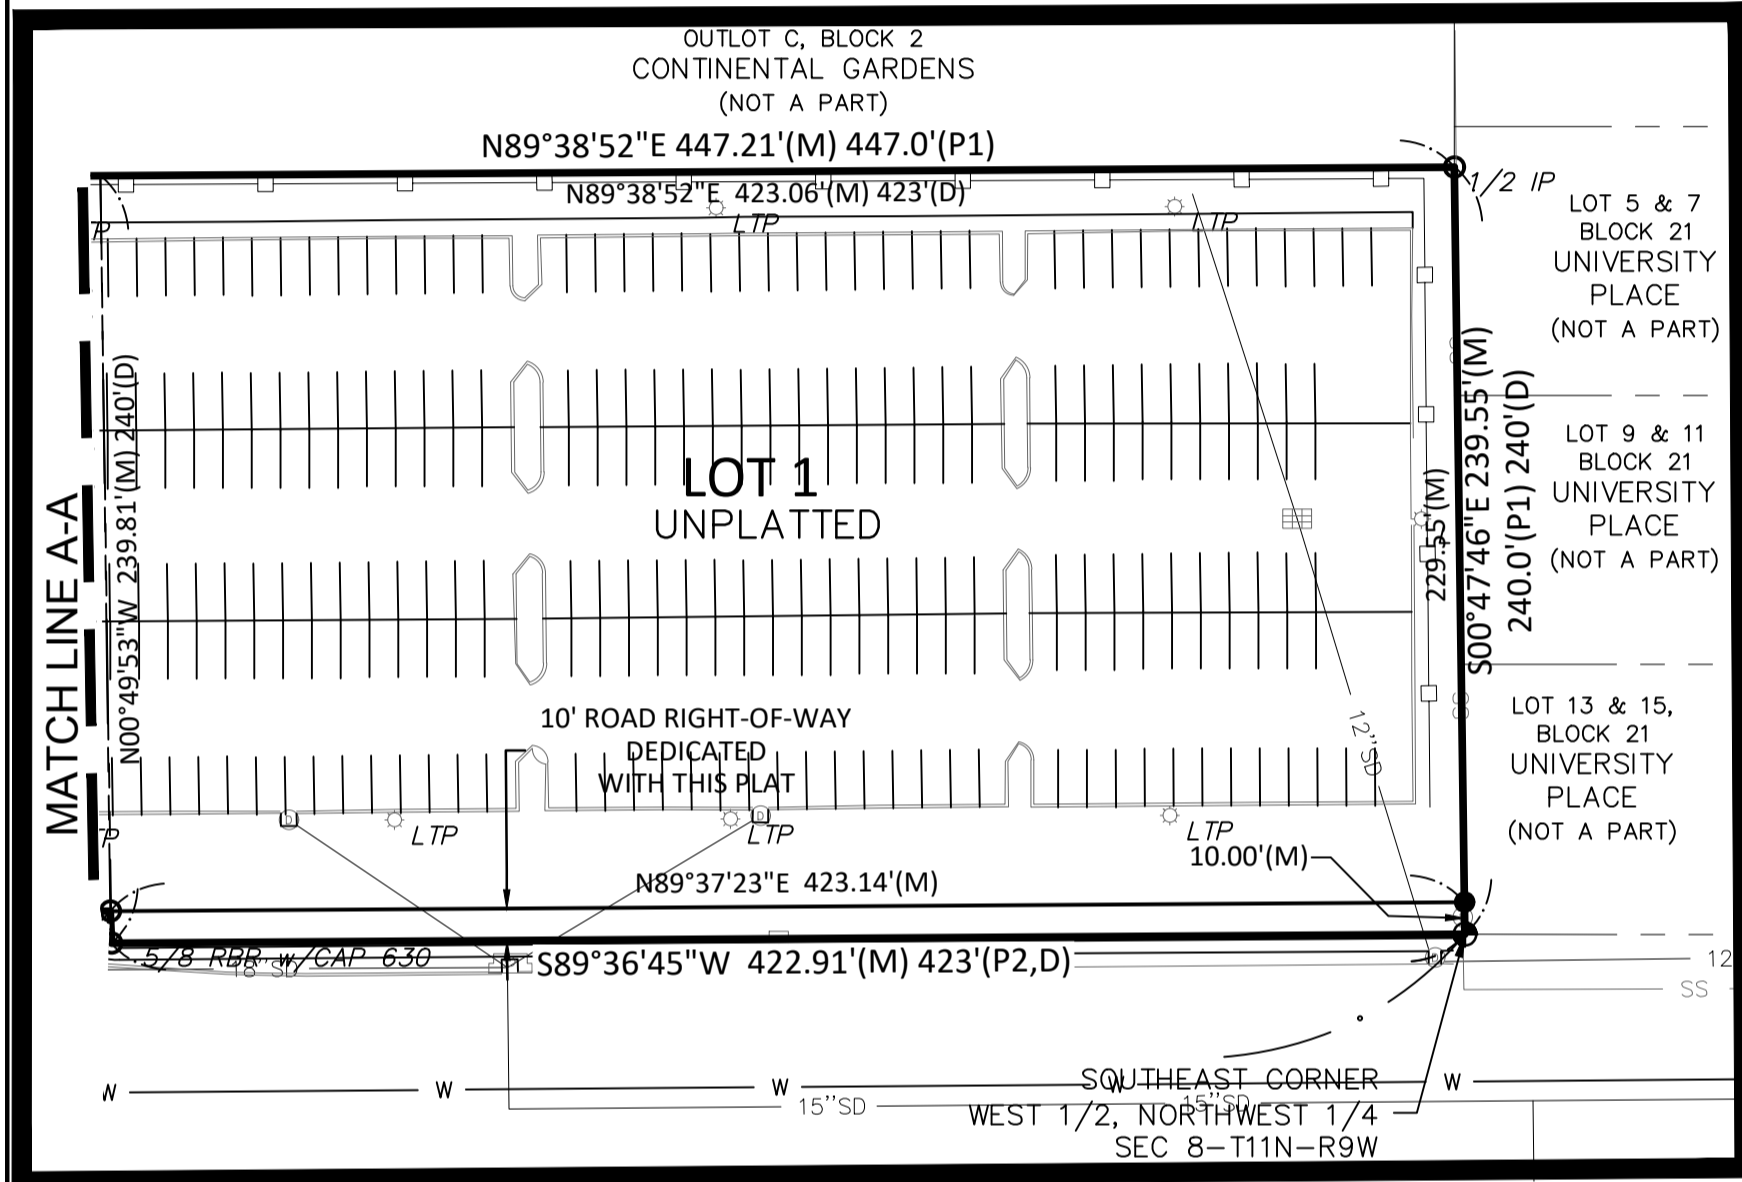 OUTLOT C, BLOCK 2
CONTINENTAL GARDENS
(NOT A PART)
N89°38'52"E 447.21'(M) 447.0'(P1)
N89°38'52"E 423.06'(M) 423'(D)
1/2 IP
P
LTP
LTP
LOT 5 & 7
BLOCK 21
UNIVERSITY
PLACE
(NOT A PART)
MATCH LINE A-A
N00°49'53"W 239.81'(M) 240'(D)
LOT 1
UNPLATTED
229.55'(M)
S00°47'46"E 239.55'(M)
240.0'(P1) 240'(D)
LOT 9 & 11
BLOCK 21
UNIVERSITY
PLACE
(NOT A PART)
10' ROAD RIGHT-OF-WAY
DEDICATED
WITH THIS PLAT
12"SD
LOT 13 & 15,
BLOCK 21
UNIVERSITY
PLACE
(NOT A PART)
P
D
LTP
D
LTP
LTP
10.00'(M)
N89°37'23"E 423.14'(M)
5/8 RBR w/CAP 630
18"SD
S89°36'45"W 422.91'(M) 423'(P2,D)
12
SS
W
W
W
W
W
15"SD
15"SD
SOUTHEAST CORNER
WEST 1/2, NORTHWEST 1/4
SEC 8-T11N-R9W